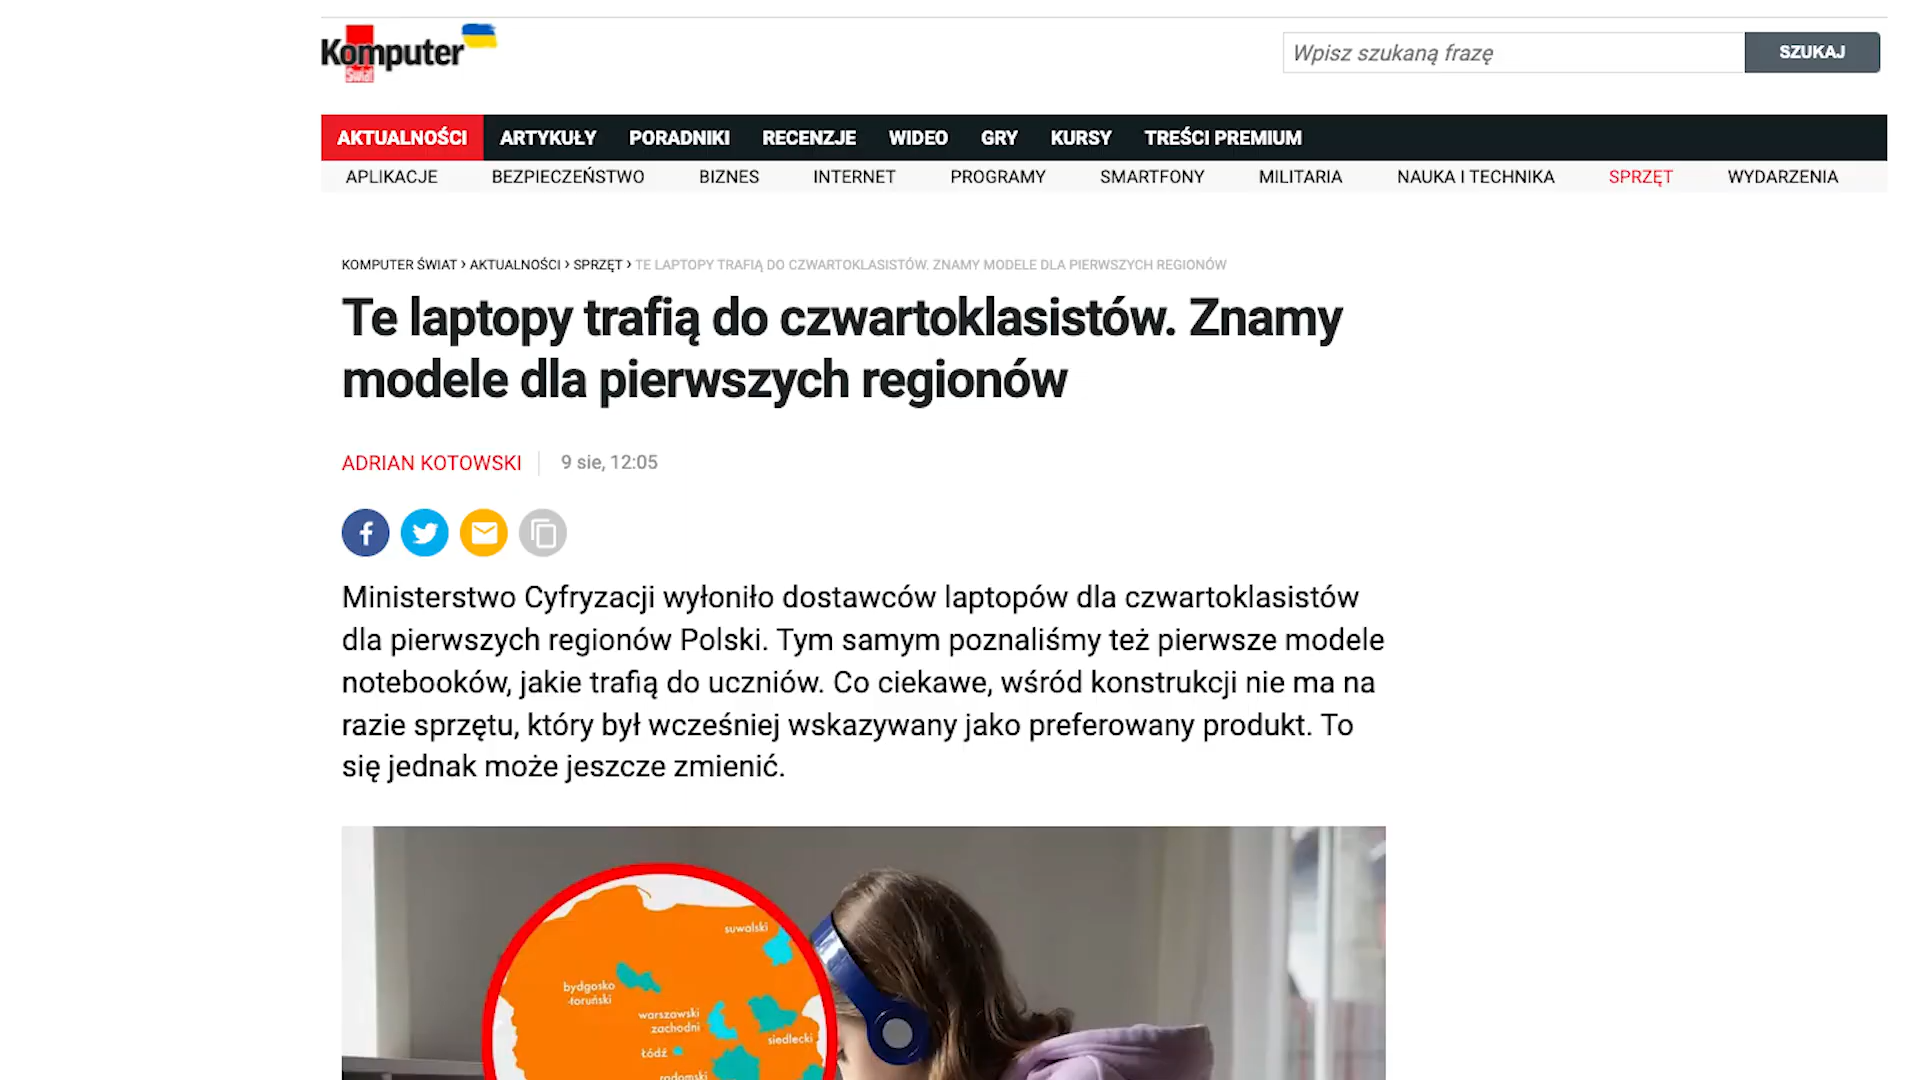 Komputer
Świat
Wpisz szukaną frazę
SZUKAJ
AKTUALNOŚCI ARTYKUŁY PORADNIKI RECENZJE WIDEO GRY KURSY TREŚCI PREMIUM
APLIKACJE BEZPIECZEŃSTWO BIZNES INTERNET PROGRAMY SMARTFONY MILITARIA NAUKA I TECHNIKA SPRZĘT WYDARZENIA
KOMPUTER ŚWIAT › AKTUALNOŚCI › SPRZĘT › TE LAPTOPY TRAFIĄ DO CZWARTOKLASISTÓW. ZNAMY MODELE DLA PIERWSZYCH REGIONÓW
Te laptopy trafią do czwartoklasistów. Znamy
modele dla pierwszych regionów
ADRIAN KOTOWSKI 9 sie, 12:05
Ministerstwo Cyfryzacji wyłoniło dostawców laptopów dla czwartoklasistów
dla pierwszych regionów Polski. Tym samym poznaliśmy też pierwsze modele
notebooków, jakie trafią do uczniów. Co ciekawe, wśród konstrukcji nie ma na
razie sprzętu, który był wcześniej wskazywany jako preferowany produkt. To
się jednak może jeszcze zmienić.
suwalski
bydgosko
-toruński
warszawski
zachodni
siedlecki
łódź
radomski